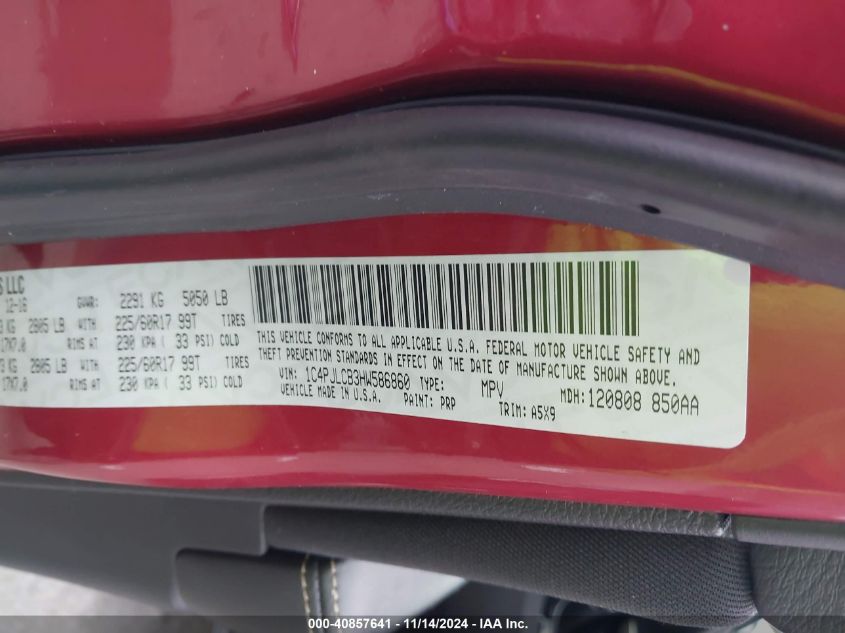 S LLC
12-16 GVWR: 2291 KG 5050 LB
KG 2805 LB WITH 225/60R17 99T TIRES
17X7.0 RIMS AT 230 KPA ( 33 PSI) COLD
KG 2805 LB WITH 225/60R17 99T TIRES
17X7.0 RIMS AT 230 KPA ( 33 PSI) COLD
THIS VEHICLE CONFORMS TO ALL APPLICABLE U.S.A. FEDERAL MOTOR VEHICLE SAFETY AND
THEFT PREVENTION STANDARDS IN EFFECT ON THE DATE OF MANUFACTURE SHOWN ABOVE.
VIN: 1C4PJLCB3HW586860 TYPE: MPV MDH: 120808 850AA
VEHICLE MADE IN U.S.A. PAINT: PRP TRIM: A5X9
000-40857641 - 11/14/2024 - IAA Inc.